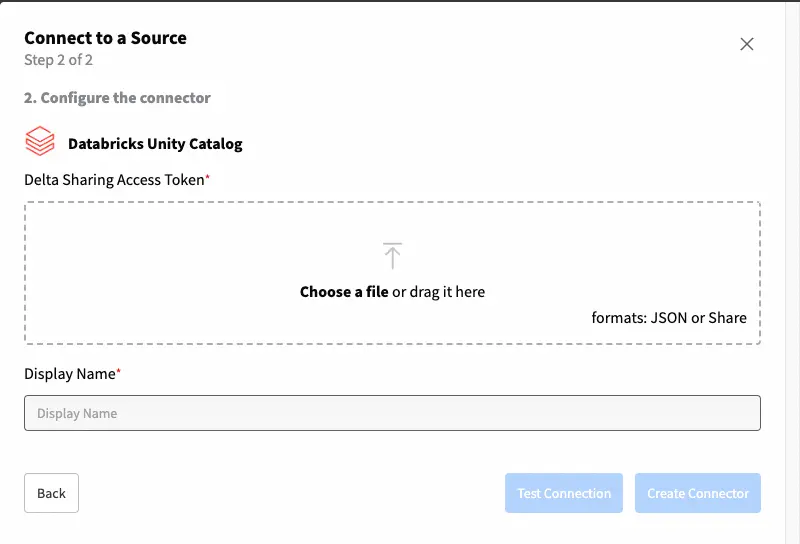 Connect to a Source
Step 2 of 2
2. Configure the connector
Databricks Unity Catalog
Delta Sharing Access Token*
Choose a file or drag it here
formats: JSON or Share
Display Name*
Display Name
Back
Test Connection
Create Connector